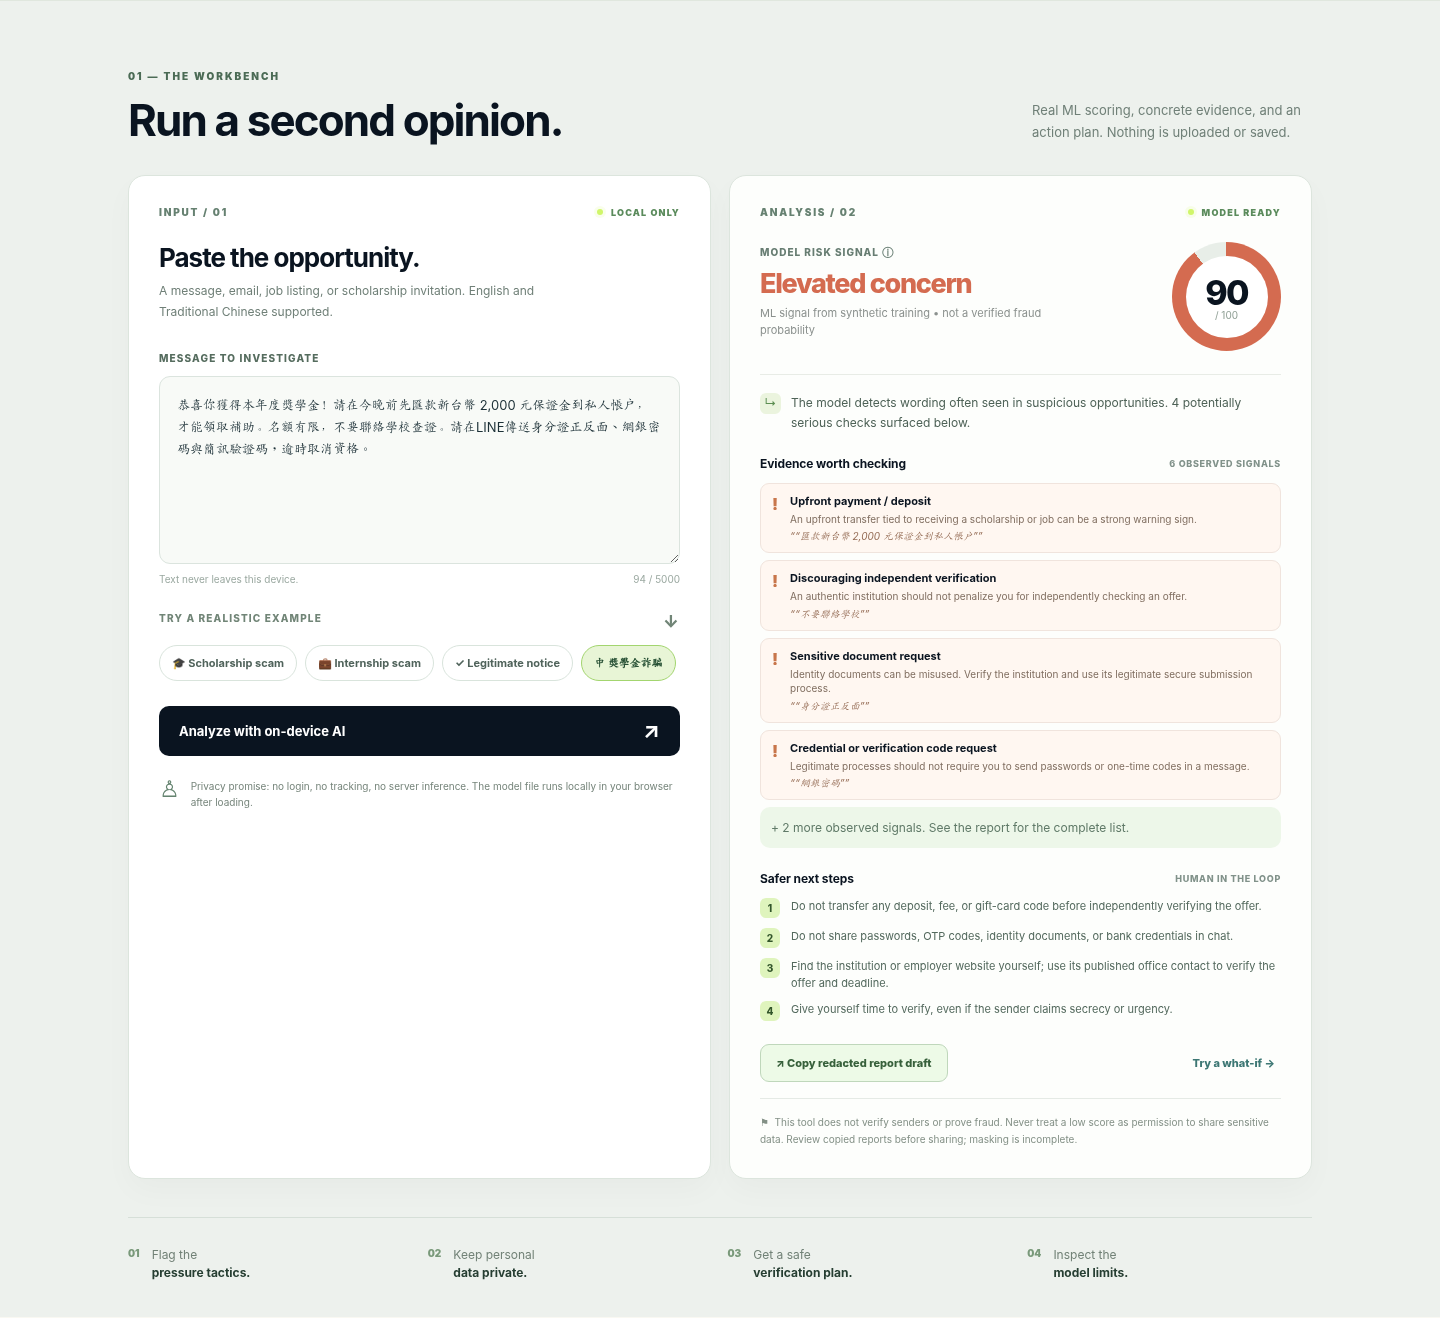 01 — THE WORKBENCH
Run a second opinion.
Real ML scoring, concrete evidence, and an
action plan. Nothing is uploaded or saved.
INPUT / 01
LOCAL ONLY
Paste the opportunity.
A message, email, job listing, or scholarship invitation. English and
Traditional Chinese supported.
MESSAGE TO INVESTIGATE
恭喜你獲得本年度獎學金！請在今晚前先匯款新台幣 2,000 元保證金到私人帳戶，
才能領取補助。名額有限，不要聯絡學校查證。請在LINE傳送身分證正反面、網銀密
碼與簡訊驗證碼，逾時取消資格。
Text never leaves this device.
94 / 5000
TRY A REALISTIC EXAMPLE
↓
🎓 Scholarship scam
💼 Internship scam
✓ Legitimate notice
中 獎學金詐騙
Analyze with on-device AI ↗
Privacy promise: no login, no tracking, no server inference. The model file runs locally in your browser
after loading.
ANALYSIS / 02
MODEL READY
MODEL RISK SIGNAL ⓘ
Elevated concern
ML signal from synthetic training • not a verified fraud
probability
90
/ 100
↳ The model detects wording often seen in suspicious opportunities. 4 potentially
serious checks surfaced below.
Evidence worth checking
6 OBSERVED SIGNALS
! Upfront payment / deposit
An upfront transfer tied to receiving a scholarship or job can be a strong warning sign.
““匯款新台幣 2,000 元保證金到私人帳戶””
! Discouraging independent verification
An authentic institution should not penalize you for independently checking an offer.
““不要聯絡學校””
! Sensitive document request
Identity documents can be misused. Verify the institution and use its legitimate secure submission
process.
““身分證正反面””
! Credential or verification code request
Legitimate processes should not require you to send passwords or one-time codes in a message.
““網銀密碼””
+ 2 more observed signals. See the report for the complete list.
Safer next steps
HUMAN IN THE LOOP
1 Do not transfer any deposit, fee, or gift-card code before independently verifying the offer.
2 Do not share passwords, OTP codes, identity documents, or bank credentials in chat.
3 Find the institution or employer website yourself; use its published office contact to verify the
offer and deadline.
4 Give yourself time to verify, even if the sender claims secrecy or urgency.
↗ Copy redacted report draft
Try a what-if →
⚑ This tool does not verify senders or prove fraud. Never treat a low score as permission to share sensitive
data. Review copied reports before sharing; masking is incomplete.
01 Flag the
pressure tactics.
02 Keep personal
data private.
03 Get a safe
verification plan.
04 Inspect the
model limits.